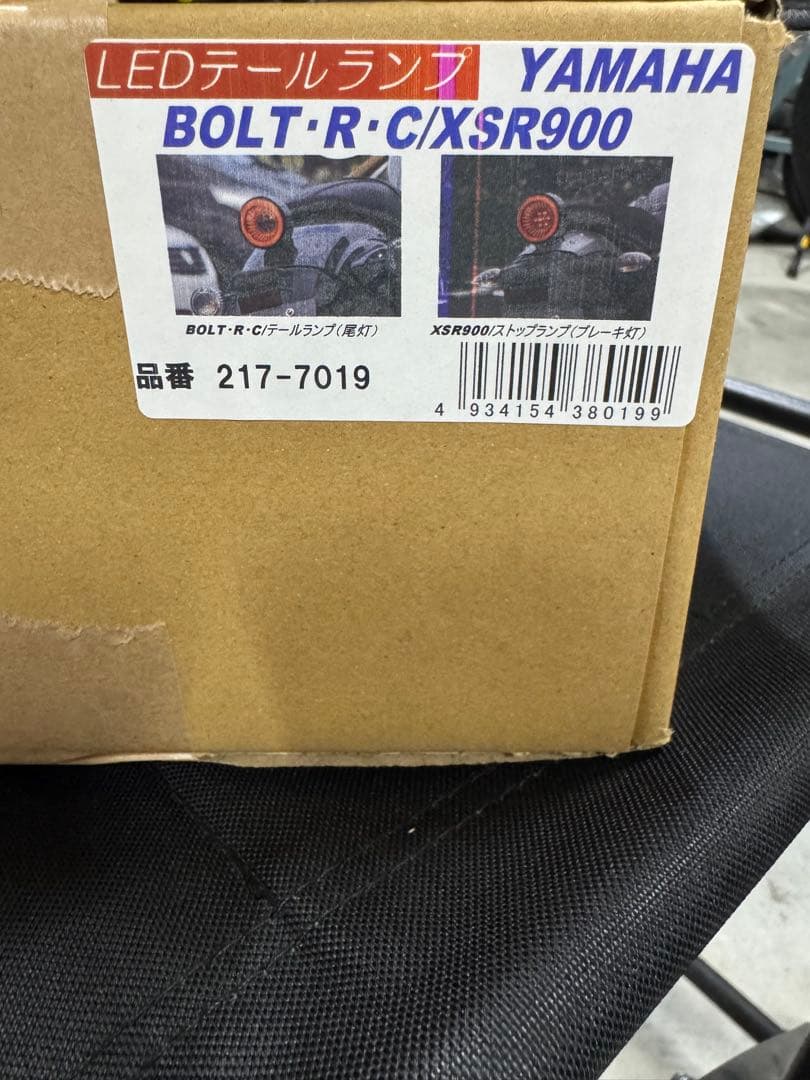 LEDテールランプ YAMAHA
BOLT・R・C/XSR900
BOLT・R・C/テールランプ(尾灯) XSR900/ストップランプ(ブレーキ灯)
品番 217-7019
4 934154 380199